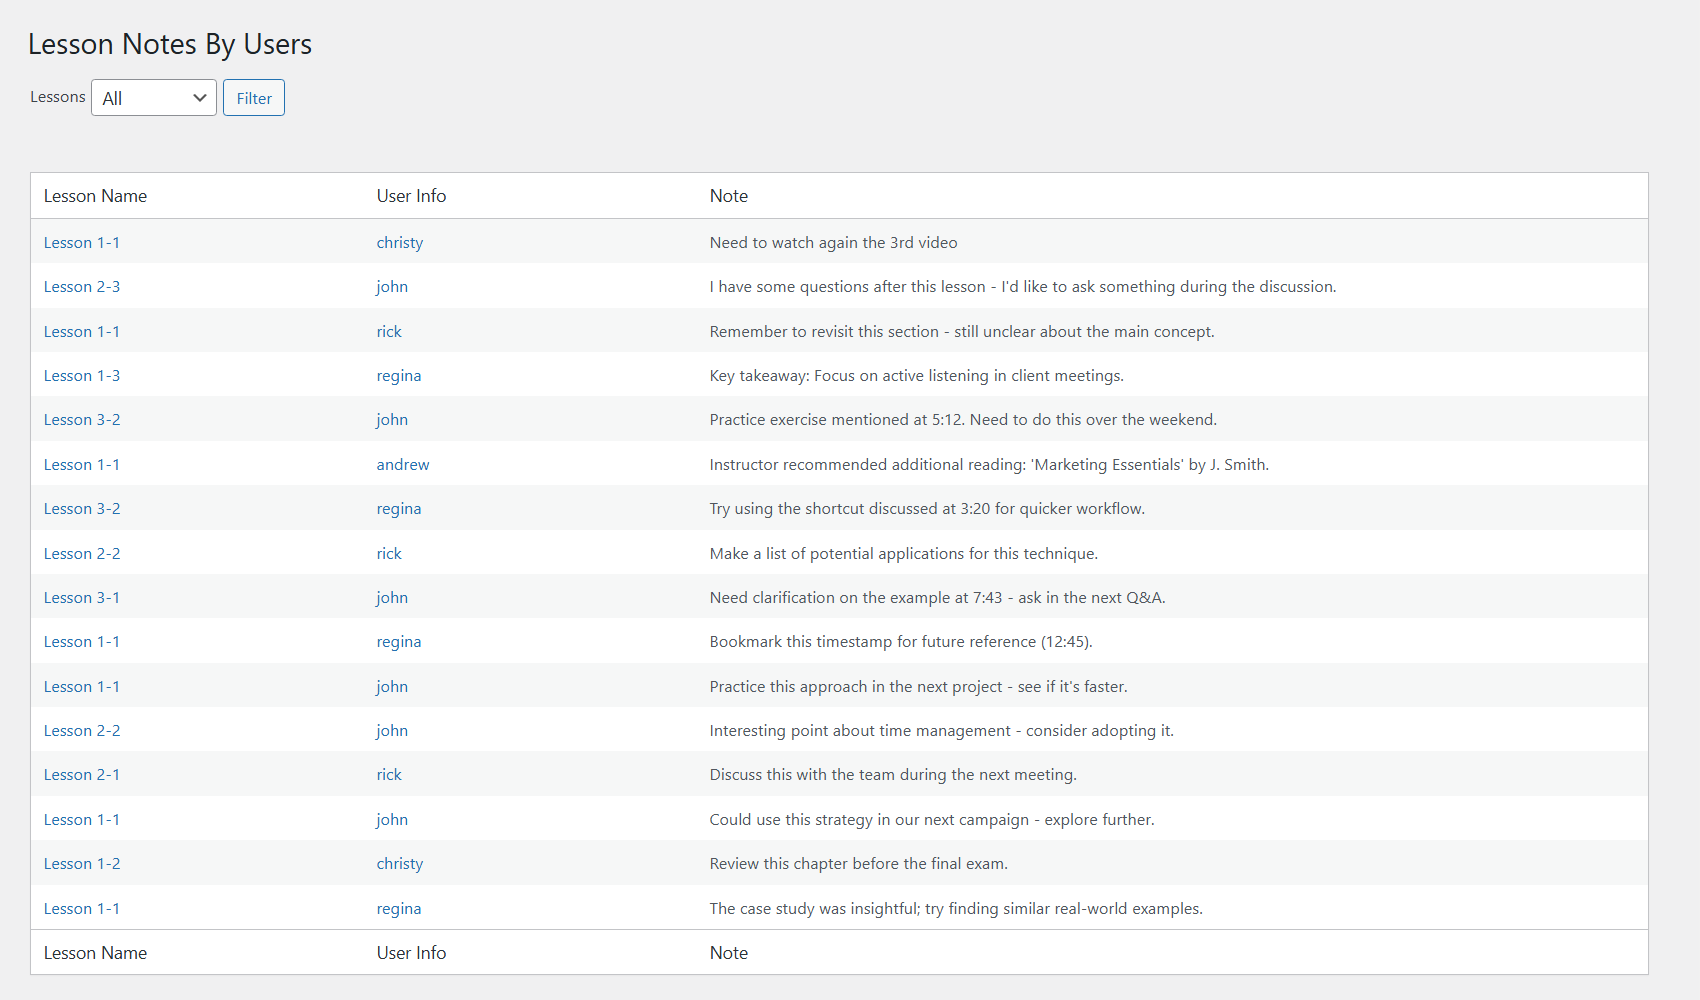 Lesson Notes By Users
Lessons All Filter
Lesson Name User Info Note
Lesson 1-1 christy Need to watch again the 3rd video
Lesson 2-3 john I have some questions after this lesson - I'd like to ask something during the discussion.
Lesson 1-1 rick Remember to revisit this section - still unclear about the main concept.
Lesson 1-3 regina Key takeaway: Focus on active listening in client meetings.
Lesson 3-2 john Practice exercise mentioned at 5:12. Need to do this over the weekend.
Lesson 1-1 andrew Instructor recommended additional reading: 'Marketing Essentials' by J. Smith.
Lesson 3-2 regina Try using the shortcut discussed at 3:20 for quicker workflow.
Lesson 2-2 rick Make a list of potential applications for this technique.
Lesson 3-1 john Need clarification on the example at 7:43 - ask in the next Q&A.
Lesson 1-1 regina Bookmark this timestamp for future reference (12:45).
Lesson 1-1 john Practice this approach in the next project - see if it's faster.
Lesson 2-2 john Interesting point about time management - consider adopting it.
Lesson 2-1 rick Discuss this with the team during the next meeting.
Lesson 1-1 john Could use this strategy in our next campaign - explore further.
Lesson 1-2 christy Review this chapter before the final exam.
Lesson 1-1 regina The case study was insightful; try finding similar real-world examples.
Lesson Name User Info Note